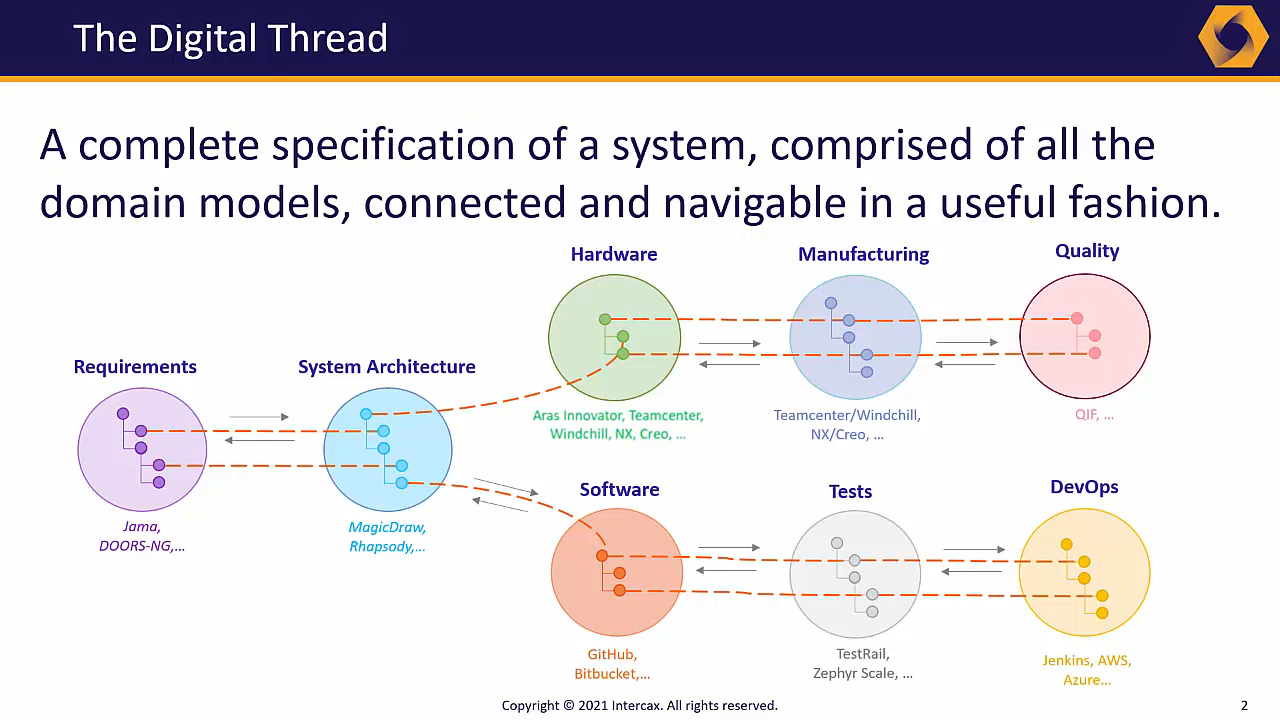 The Digital Thread
A complete specification of a system, comprised of all the
domain models, connected and navigable in a useful fashion.
Hardware
Manufacturing
Quality
Requirements
System Architecture
Aras Innovator, Teamcenter,
Windchill, NX, Creo, ...
Teamcenter/Windchill,
NX/Creo, ...
QIF, ...
Jama,
DOORS-NG,...
MagicDraw,
Rhapsody,...
Software
Tests
DevOps
GitHub,
Bitbucket,...
TestRail,
Zephyr Scale, ...
Jenkins, AWS,
Azure...
Copyright © 2021 Intercax. All rights reserved.
2